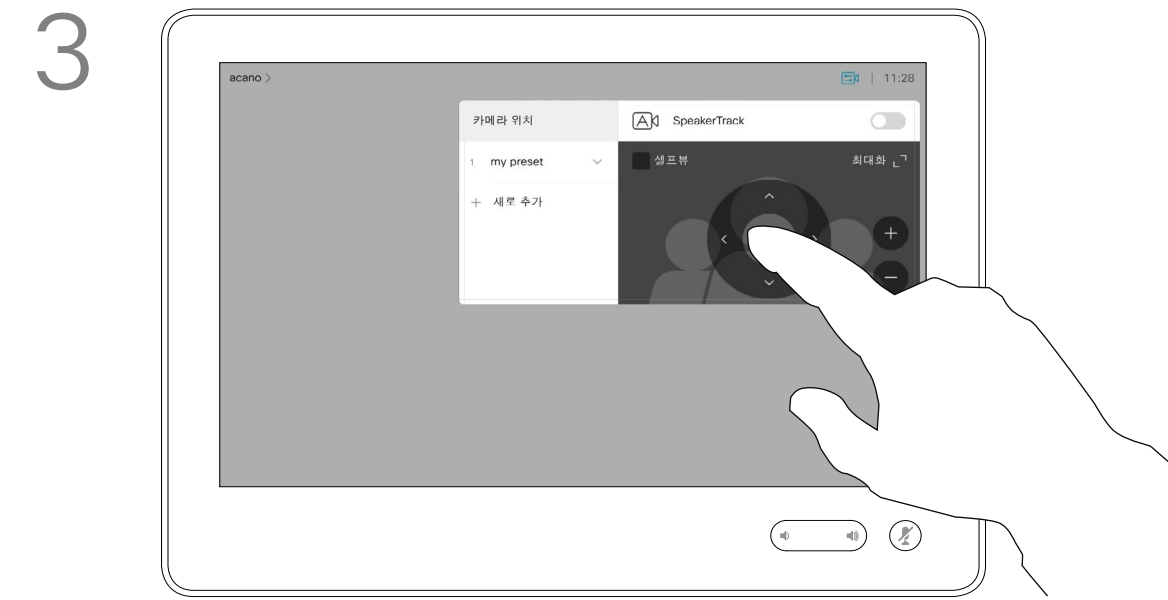 3
acano >
11:28
카메라 위치
SpeakerTrack
1 my preset
셀프뷰
최대화
+ 새로 추가